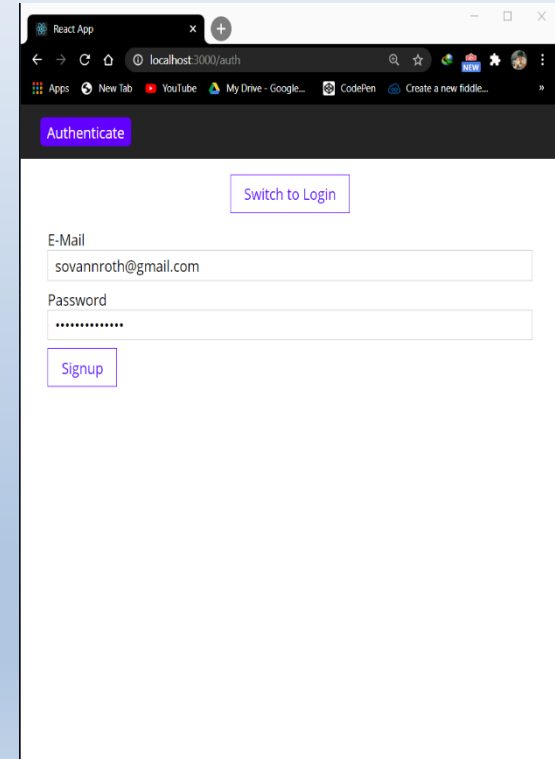 React App
localhost:3000/auth
NEW
Apps New Tab YouTube My Drive - Google... CodePen Create a new fiddle... »
Authenticate
Switch to Login
E-Mail
sovannroth@gmail.com
Password
••••••••••••••
Signup